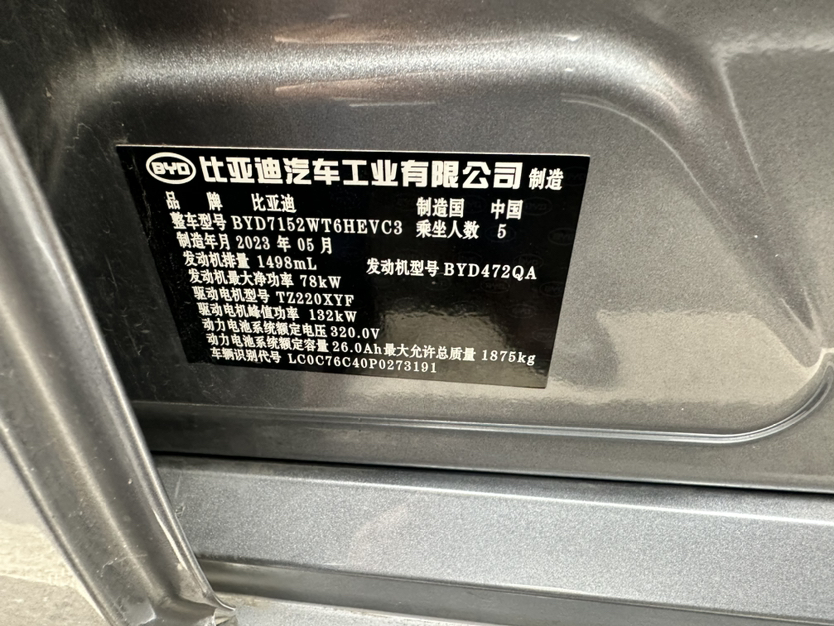 BYD 比亚迪汽车工业有限公司 制造
品 牌 比亚迪 制造国 中国
整车型号 BYD7152WT6HEVC3 乘坐人数 5
制造年月 2023 年 05 月
发动机排量 1498mL 发动机型号 BYD472QA
发动机最大净功率 78kW
驱动电机型号 TZ220XYF
驱动电机峰值功率 132kW
动力电池系统额定电压 320.0V
动力电池系统额定容量 26.0Ah 最大允许总质量 1875kg
车辆识别代号 LC0C76C40P0273191